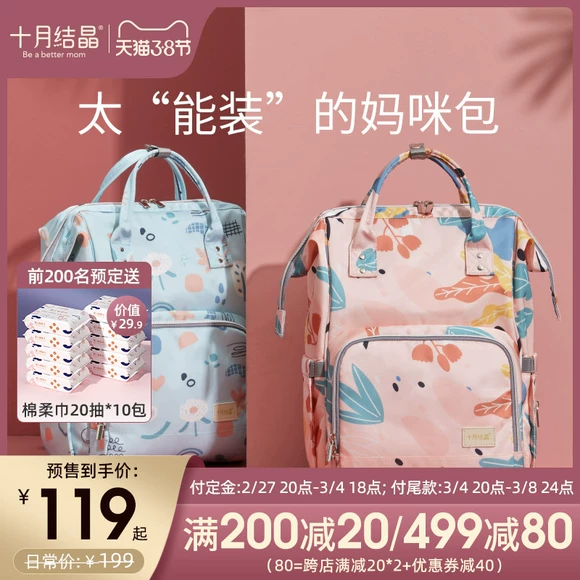 十月结晶®
Be a better mom
天猫3.8节
太“能装”的妈咪包
前200名预定送
价值
¥29.9
棉柔巾20抽*10包
十月结晶
预售到手价：
¥119起
日常价：¥199
付定金:2/27 20点-3/4 18点; 付尾款:3/4 20点-3/8 24点
满200减20/499减80
(80=跨店满减20*2+优惠券减40)